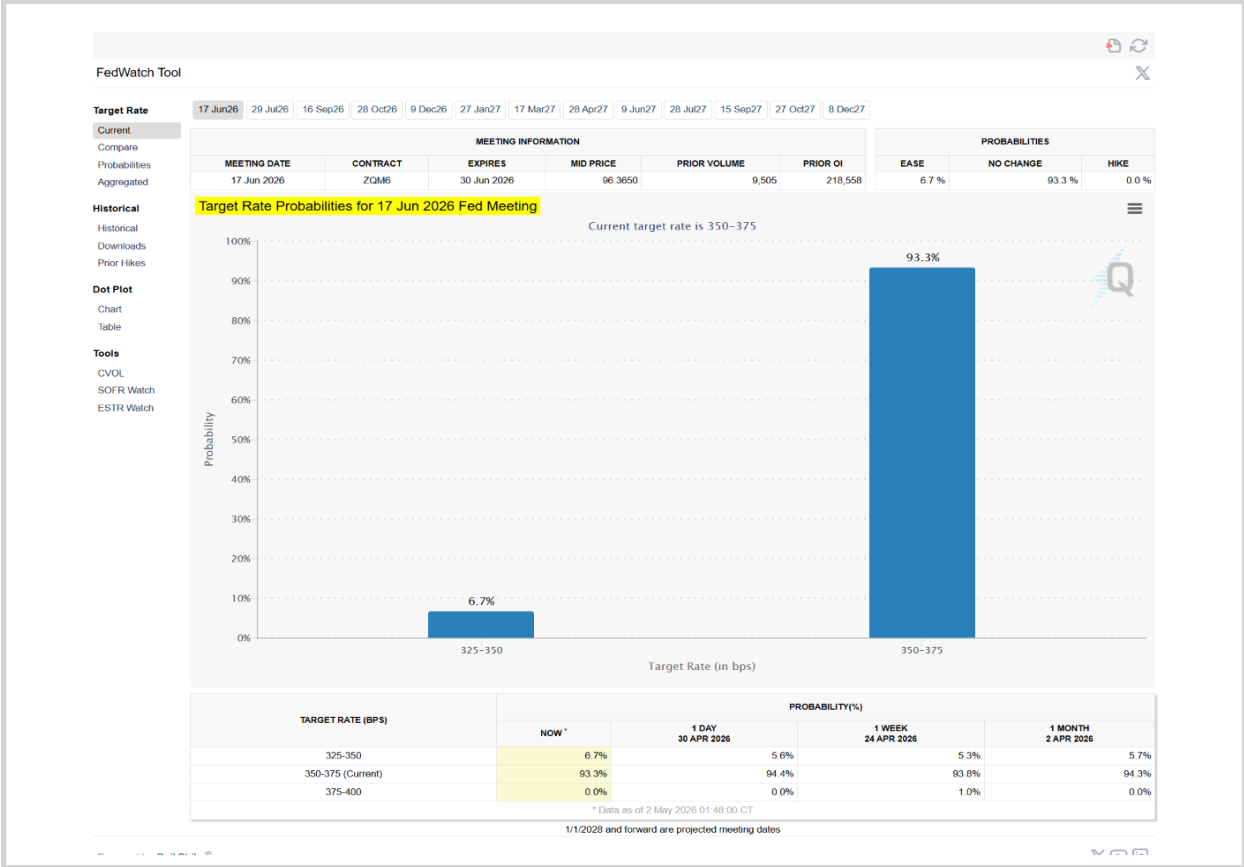 FedWatch Tool
Target Rate
Current
Compare
Probabilities
Aggregated
Historical
Historical
Downloads
Prior Hikes
Dot Plot
Chart
Table
Tools
CVOL
SOFR Watch
ESTR Watch
17 Jun26 29 Jul26 16 Sep26 28 Oct26 9 Dec26 27 Jan27 17 Mar27 28 Apr27 9 Jun27 28 Jul27 15 Sep27 27 Oct27 8 Dec27
MEETING INFORMATION
MEETING DATE CONTRACT EXPIRES MID PRICE PRIOR VOLUME PRIOR OI
17 Jun 2026 ZQM6 30 Jun 2026 96.3650 9,505 218,558
PROBABILITIES
EASE NO CHANGE HIKE
6.7 % 93.3 % 0.0 %
Target Rate Probabilities for 17 Jun 2026 Fed Meeting
Current target rate is 350–375
Q
Probability
100%
90%
80%
70%
60%
50%
40%
30%
20%
10%
0%
6.7%
93.3%
325–350
350–375
Target Rate (in bps)
TARGET RATE (BPS) PROBABILITY(%)
NOW * 1 DAY 1 WEEK 1 MONTH
30 APR 2026 24 APR 2026 2 APR 2026
325-350 6.7% 5.6% 5.3% 5.7%
350-375 (Current) 93.3% 94.4% 93.8% 94.3%
375-400 0.0% 0.0% 1.0% 0.0%
* Data as of 2 May 2026 01:48:00 CT
1/1/2028 and forward are projected meeting dates